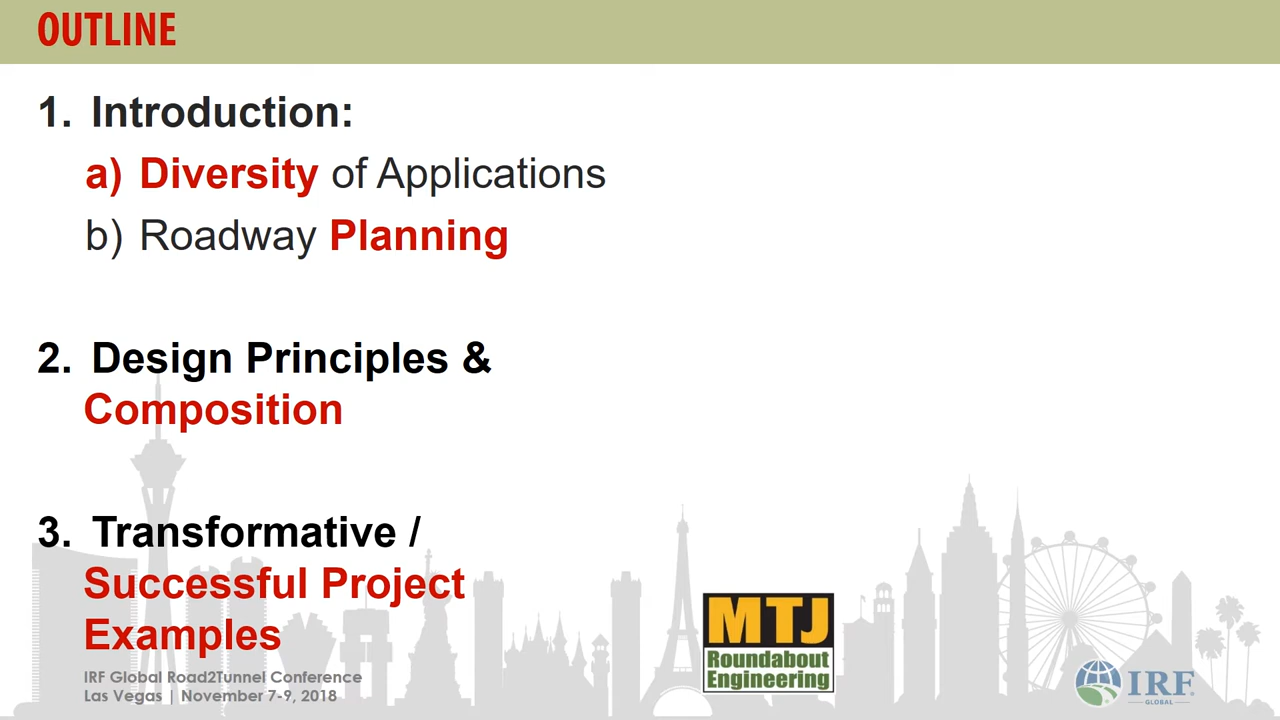 OUTLINE
1. Introduction:
a) Diversity of Applications
b) Roadway Planning
2. Design Principles &
Composition
3. Transformative /
Successful Project
Examples
IRF Global Road2Tunnel Conference
Las Vegas | November 7-9, 2018
MTJ
Roundabout
Engineering
IRF
GLOBAL